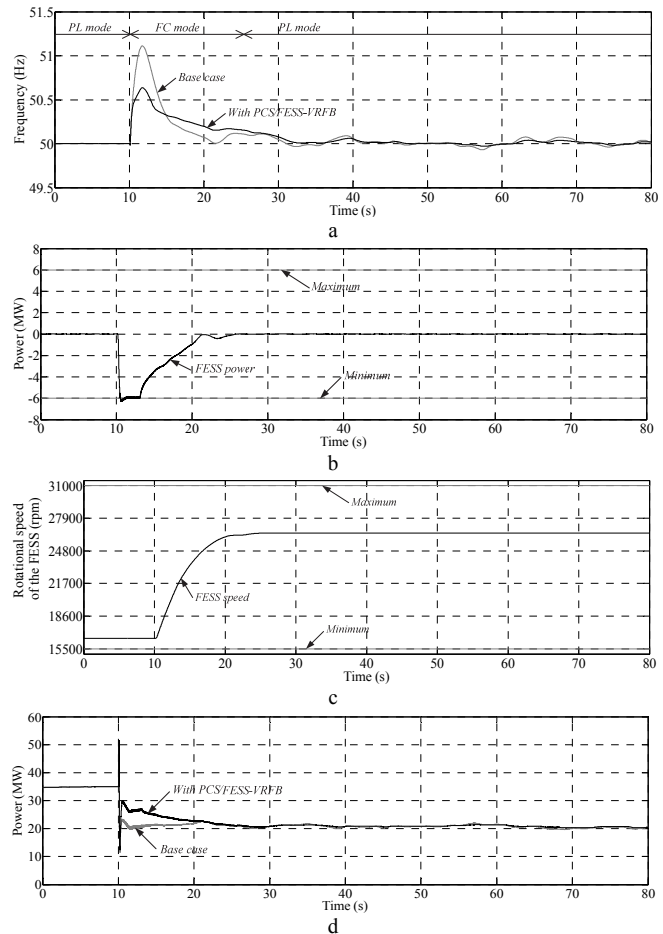 51.5
PL mode
FC mode
PL mode
51
50.5
50
49.5
Frequency (Hz)
Base case
With PCS/FESS-VRFB
0 10 20 30 40 50 60 70 80
Time (s)
a
8
6
4
2
0
-2
-4
-6
-8
Power (MW)
Maximum
FESS power
Minimum
0 10 20 30 40 50 60 70 80
Time (s)
b
31000
27900
24800
21700
18600
15500
Rotational speed
of the FESS (rpm)
Maximum
FESS speed
Minimum
0 10 20 30 40 50 60 70 80
Time (s)
c
60
50
40
30
20
10
0
Power (MW)
With PCS/FESS-VRFB
Base case
0 10 20 30 40 50 60 70 80
Time (s)
d